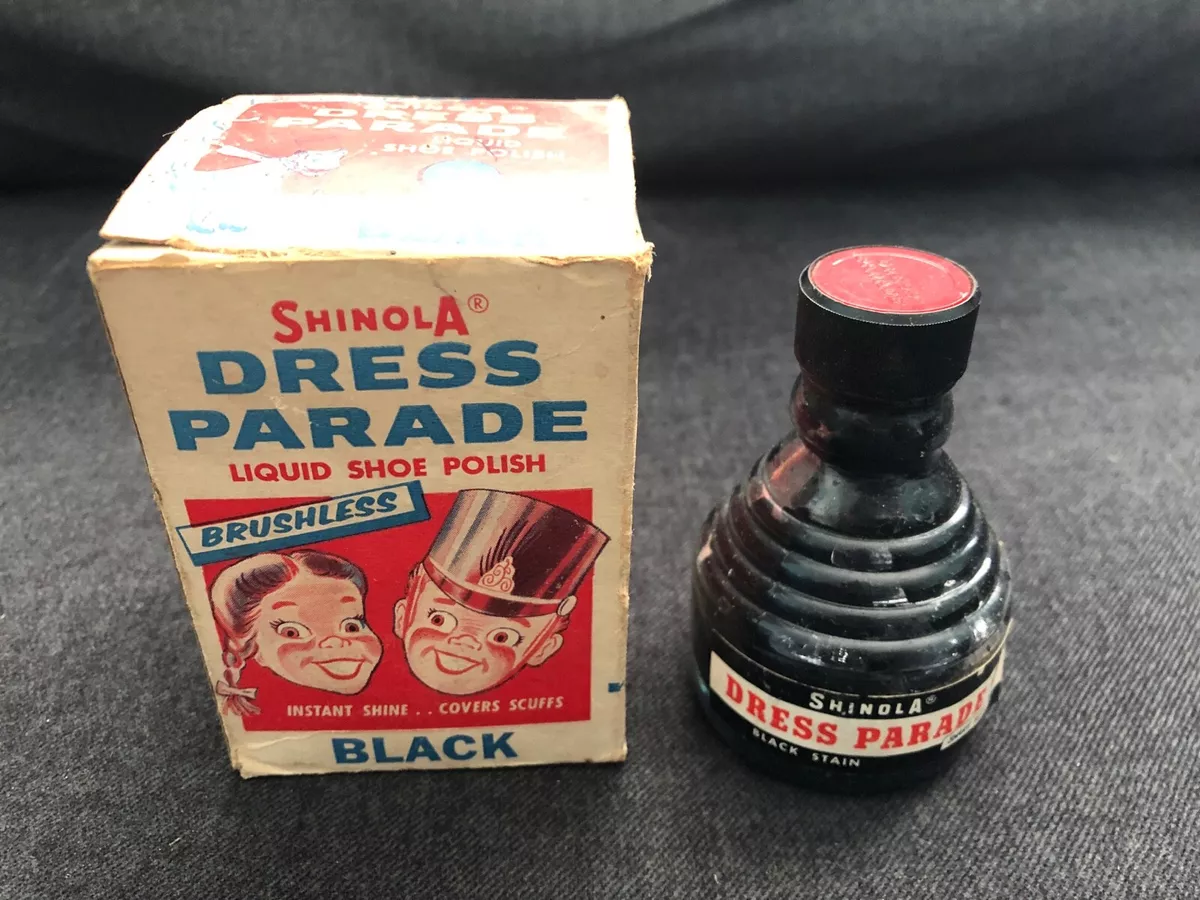 DRESS
PARADE
LIQUID
SHOE POLISH
SHINOLA®
DRESS
PARADE
LIQUID SHOE POLISH
BRUSHLESS
INSTANT SHINE . . COVERS SCUFFS
BLACK
SHINOLA®
DRESS PARADE
BLACK STAIN